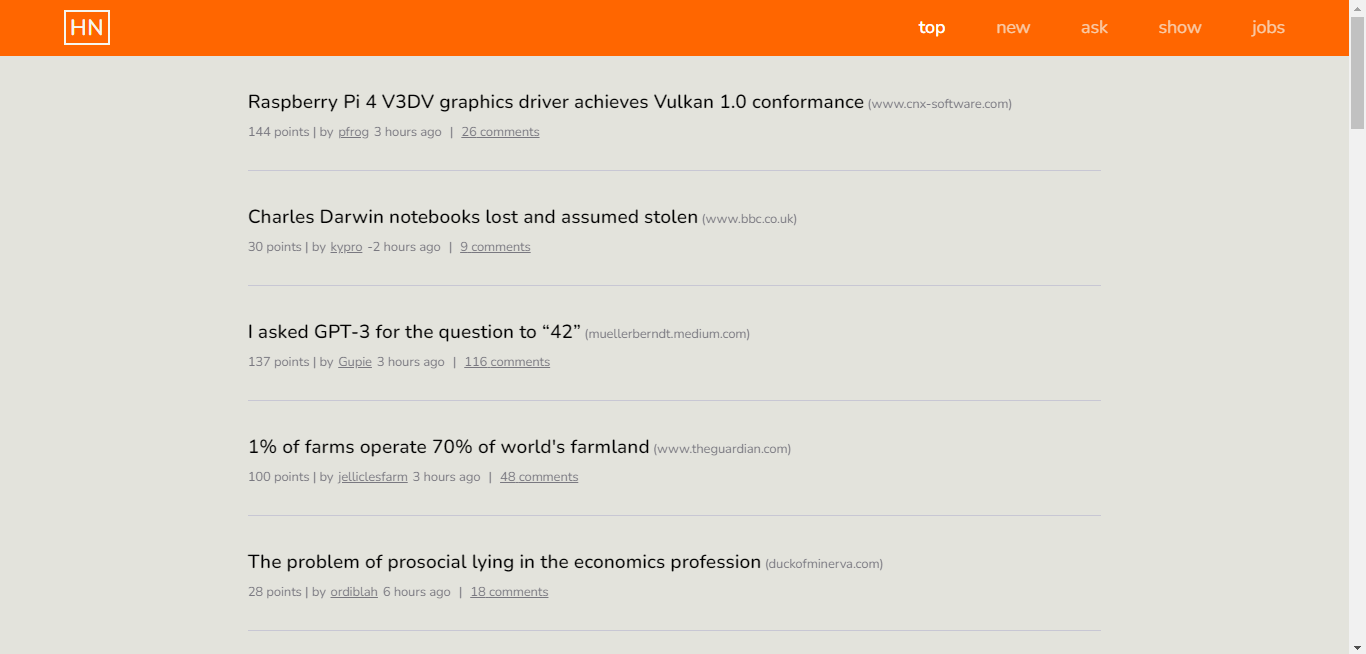 HN top new ask show jobs
Raspberry Pi 4 V3DV graphics driver achieves Vulkan 1.0 conformance (www.cnx-software.com)
144 points | by pfrog 3 hours ago | 26 comments
Charles Darwin notebooks lost and assumed stolen (www.bbc.co.uk)
30 points | by kypro -2 hours ago | 9 comments
I asked GPT-3 for the question to “42” (muellerberndt.medium.com)
137 points | by Gupie 3 hours ago | 116 comments
1% of farms operate 70% of world's farmland (www.theguardian.com)
100 points | by jelliclesfarm 3 hours ago | 48 comments
The problem of prosocial lying in the economics profession (duckofminerva.com)
28 points | by ordiblah 6 hours ago | 18 comments